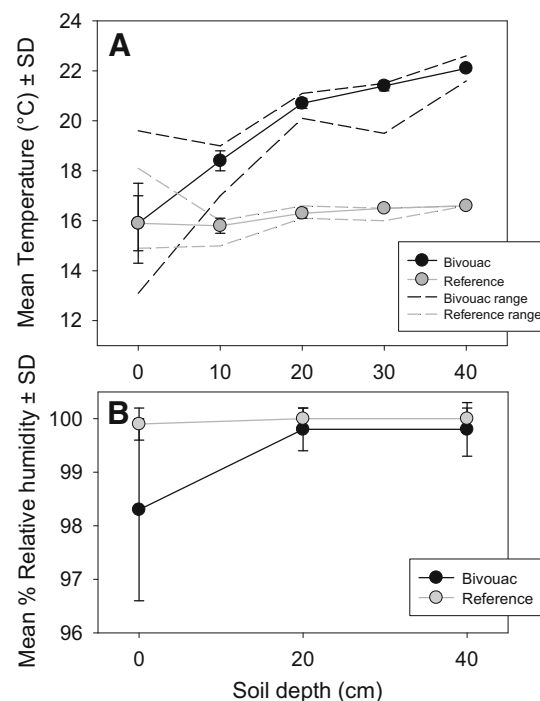 A
Mean Temperature (°C) ± SD
24
22
20
18
16
14
12
Bivouac
Reference
Bivouac range
Reference range
0 10 20 30 40
B
Mean % Relative humidity ± SD
100
99
98
97
96
Bivouac
Reference
0 20 40
Soil depth (cm)